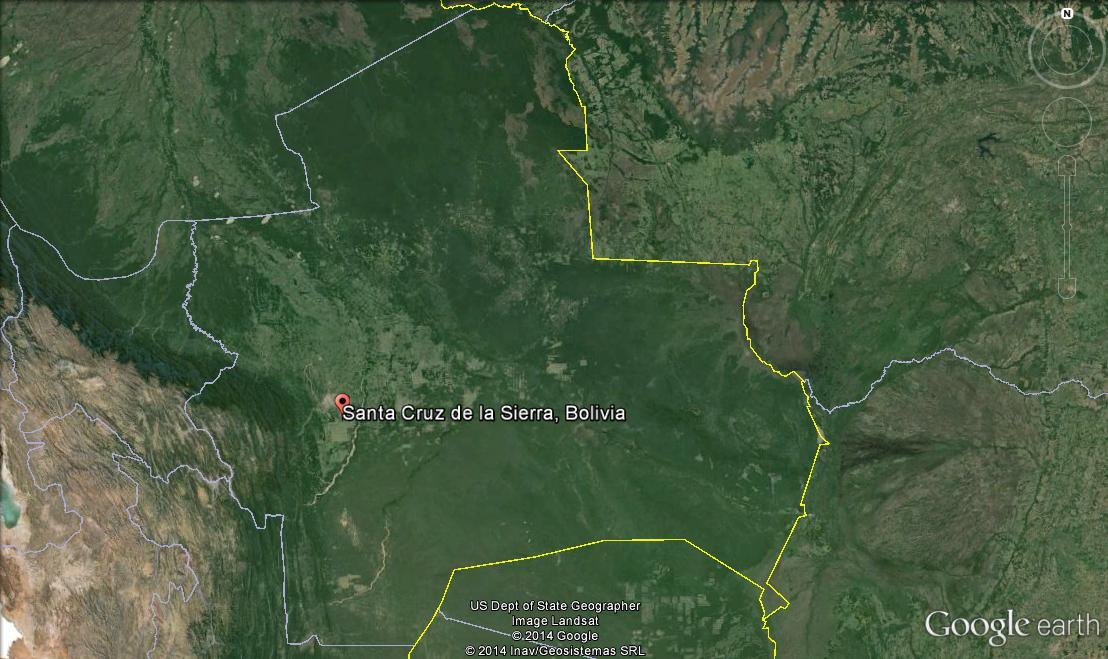 N
Santa Cruz de la Sierra, Bolivia
US Dept of State Geographer
Image Landsat
© 2014 Google
© 2014 Inav/Geosistemas SRL
Google earth